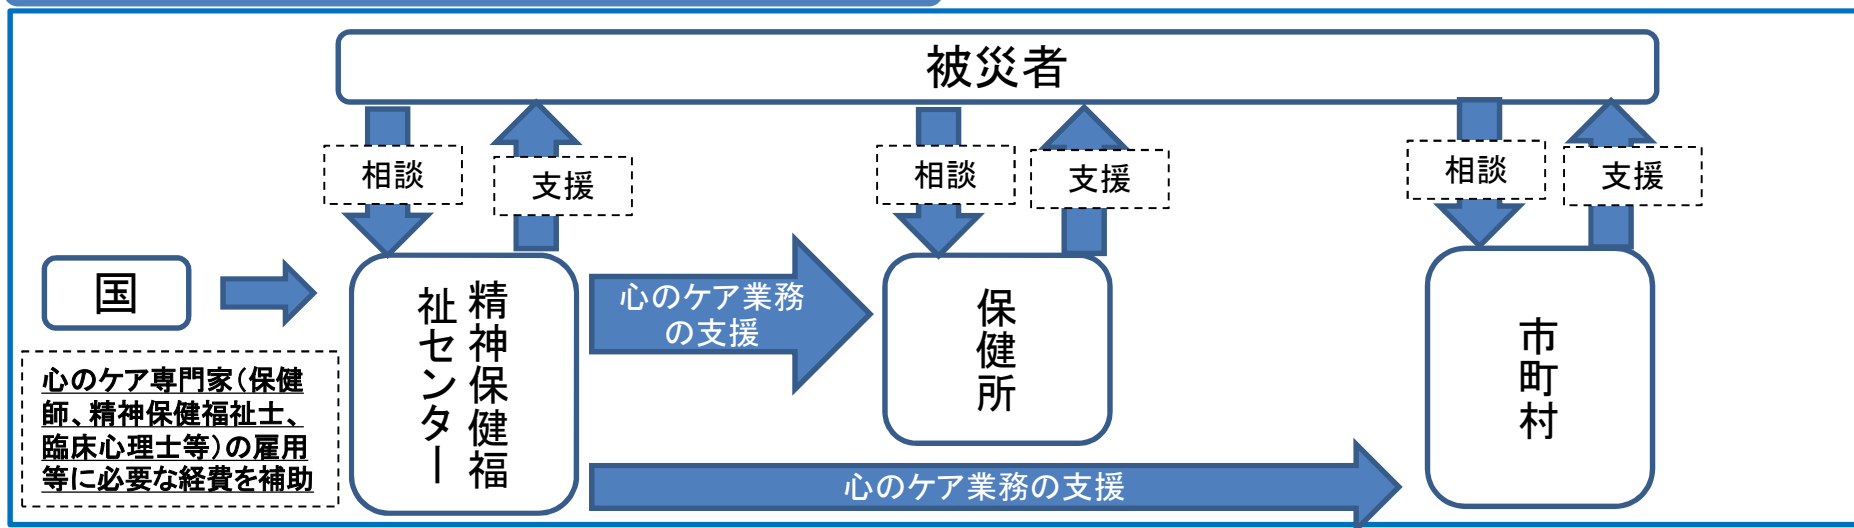 被災者
相談
支援
相談
支援
相談
支援
国
心のケア専門家(保健
師、精神保健福祉士、
臨床心理士等)の雇用
等に必要な経費を補助
精神保健福
祉センター
心のケア業務
の支援
保健所
心のケア業務の支援
市町村